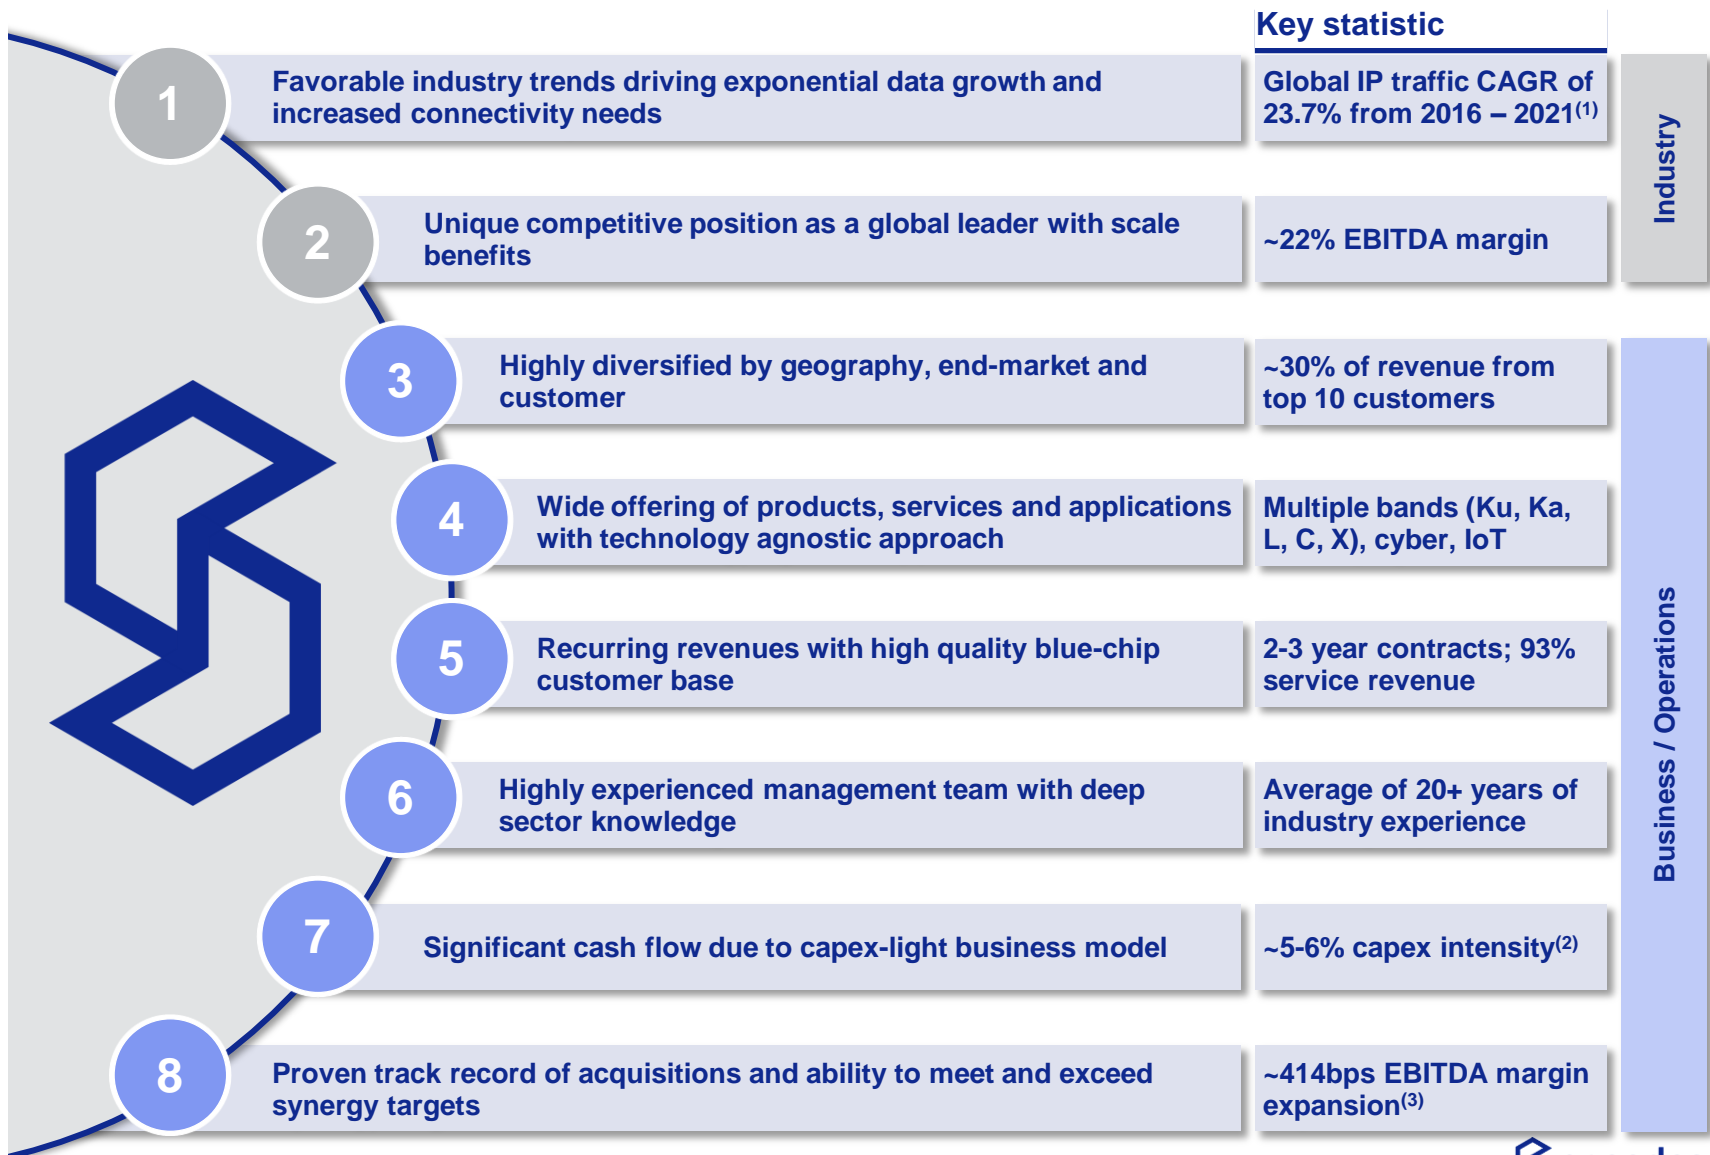 Key statistic
1
Favorable industry trends driving exponential data growth and
increased connectivity needs
Global IP traffic CAGR of
23.7% from 2016 – 2021(1)
Industry
2
Unique competitive position as a global leader with scale
benefits
~22% EBITDA margin
3
Highly diversified by geography, end-market and
customer
~30% of revenue from
top 10 customers
Business / Operations
4
Wide offering of products, services and applications
with technology agnostic approach
Multiple bands (Ku, Ka,
L, C, X), cyber, IoT
5
Recurring revenues with high quality blue-chip
customer base
2-3 year contracts; 93%
service revenue
6
Highly experienced management team with deep
sector knowledge
Average of 20+ years of
industry experience
7
Significant cash flow due to capex-light business model
~5-6% capex intensity(2)
8
Proven track record of acquisitions and ability to meet and exceed
synergy targets
~414bps EBITDA margin
expansion(3)